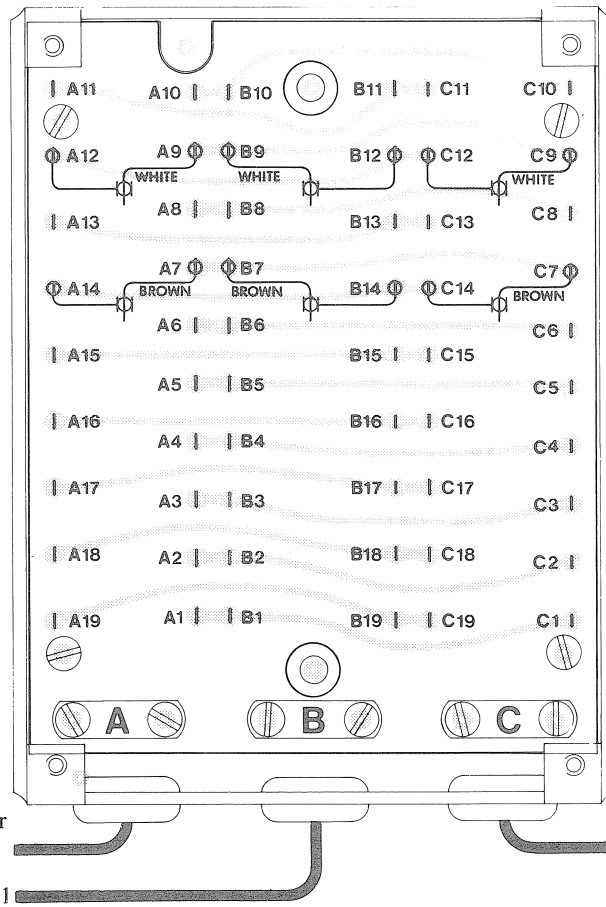 A11 A10 B10 B11 C11 C10
A12 A9 B9 B12 C12 C9
WHITE WHITE WHITE
A13 A8 B8 B13 C13 C8
A14 A7 B7 B14 C14 C7
BROWN BROWN BROWN
A6 B6 C6
A15 B15 C15
A5 B5 C5
A16 B16 C16
A4 B4 C4
A17 B17 C17
A3 B3 C3
A18 A2 B2 B18 C18 C2
A19 A1 B1 B19 C19 C1
A B C
r
1